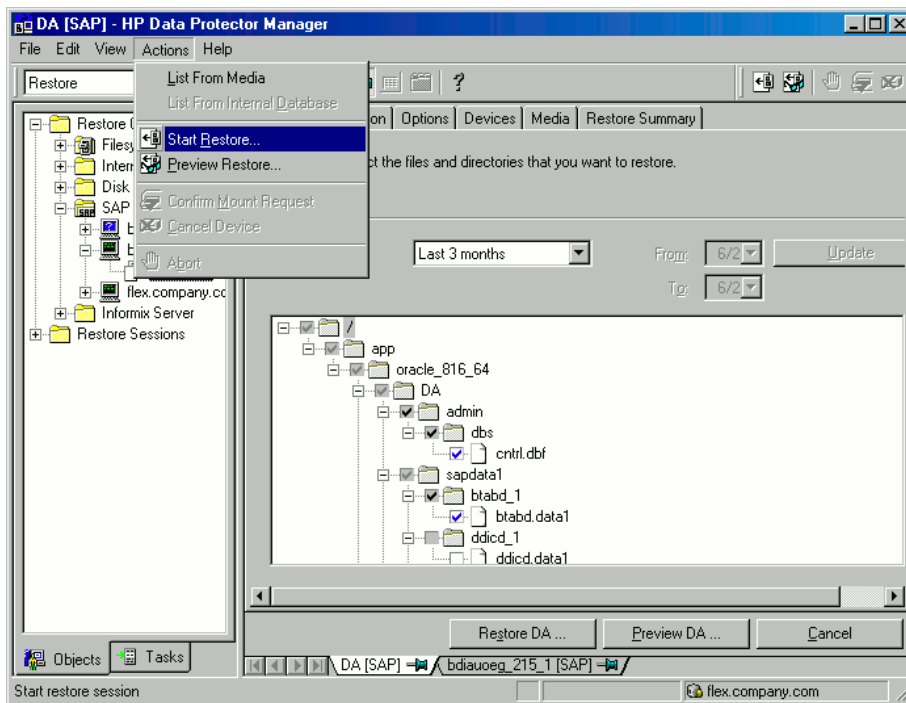 DA [SAP] - HP Data Protector Manager
File Edit View Actions Help
Restore
List From Media
List From Internal Database
Start Restore...
Preview Restore...
Confirm Mount Request
Cancel Device
Abort
on Options Devices Media Restore Summary
ct the files and directories that you want to restore.
Restore
Filesy
Intern
Disk
SAP
SAP
flex.company.co
Informix Server
Restore Sessions
Last 3 months
From: 6/2
Update
To: 6/2
/
app
oracle_816_64
DA
admin
dbs
cntrl.dbf
sapdata1
btabd_1
btabd.data1
ddicd_1
ddicd.data1
Restore DA ...
Preview DA ...
Cancel
Objects
Tasks
DA [SAP]
bdiauoeg_215_1 [SAP]
Start restore session
flex.company.com